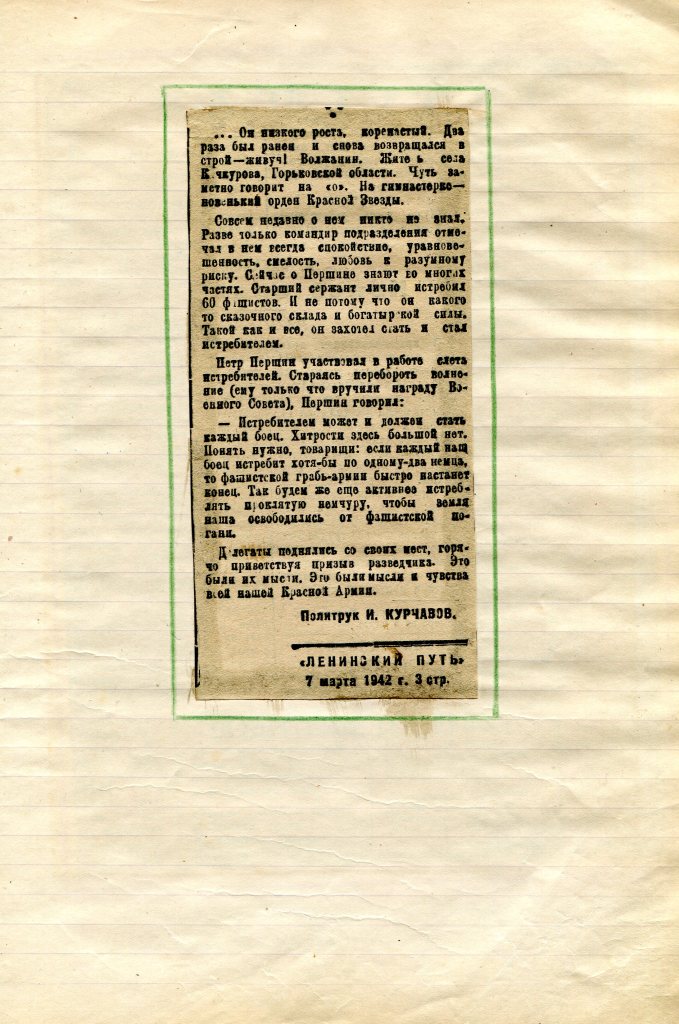 ... Он низкого роста, коренастый. Два
раза был ранен и снова возвращался в
строй—живуч! Волжанин. Жите ь села
К чкурова, Горьковской области. Чуть за-
метно говорит на «о». На гимнастерке—
новенький орден Красной Звезды.
Совсем недавно о нем никто не знал.
Разве только командир подразделения отме-
чал в нем всегда спокойствие, уравнове-
шенность, смелость, любовь к разумному
риску. Сейчас о Першине знают во многих
частях. Старший сержант лично истребил
60 фашистов. И не потому что он какого
то сказочного склада и богатырской силы.
Такой как и все, он захотел стать и стал
истребителем.
Петр Першин участвовал в работе слета
истребителей. Стараясь перебороть волне-
ние (ему только что вручили награду Во-
енного Совета), Першин говорил:
— Истребителем может и должен стать
каждый боец. Хитрости здесь большой нет.
Понять нужно, товарищи: если каждый наш
боец истребит хотя-бы по одному-два немца,
то фашистской грабь-армии быстро настанет
конец. Так будем же еще активнее истреб-
лять проклятую немчуру, чтобы земля
наша освободились от фашистской по-
гани.
Делегаты поднялись со своих мест, горя-
чо приветствуя призыв разведчика. Это
были их мысли. Это были мысли и чувства
всей нашей Красной Армии.
Политрук И. КУРЧАВОВ.
«ЛЕНИНСКИЙ ПУТЬ»
7 марта 1942 г. 3 стр.